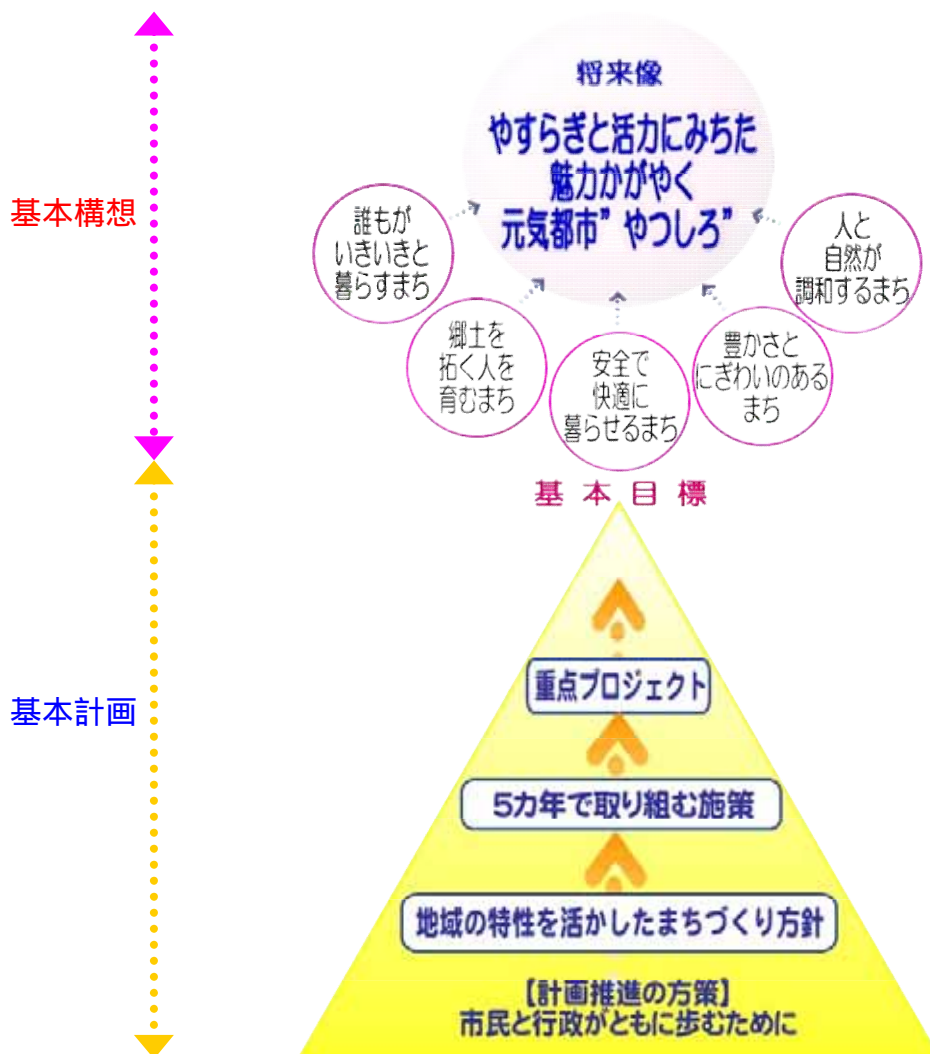 将来像
やすらぎと活力にみちた
魅力かがやく
元気都市”やつしろ”
基本構想
誰もが
いきいきと
暮らすまち
郷土を
拓く人を
育むまち
安全で
快適に
暮らせるまち
豊かさと
にぎわいのある
まち
人と
自然が
調和するまち
基本目標
基本計画
重点プロジェクト
5カ年で取り組む施策
地域の特性を活かしたまちづくり方針
【計画推進の方策】
市民と行政がともに歩むために